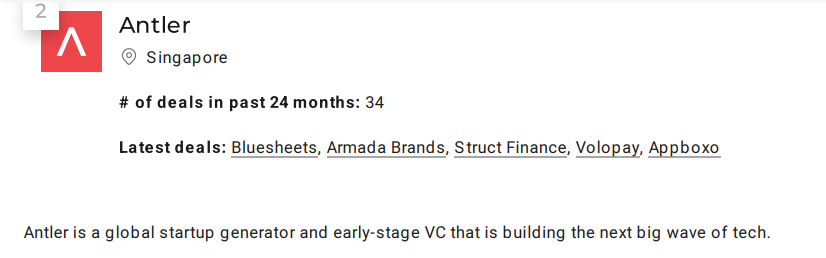 2
Antler
Singapore
# of deals in past 24 months: 34
Latest deals: Bluesheets, Armada Brands, Struct Finance, Volopay, Appboxo
Antler is a global startup generator and early-stage VC that is building the next big wave of tech.